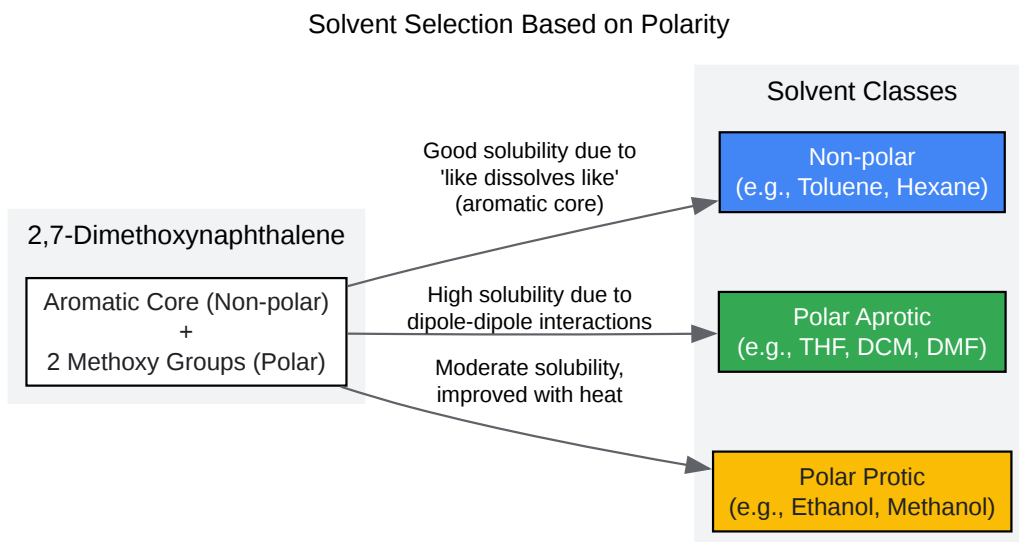 Solvent Selection Based on Polarity
2,7-Dimethoxynaphthalene
Aromatic Core (Non-polar)
+
2 Methoxy Groups (Polar)
Good solubility due to
'like dissolves like'
(aromatic core)
High solubility due to
dipole-dipole interactions
Moderate solubility,
improved with heat
Solvent Classes
Non-polar
(e.g., Toluene, Hexane)
Polar Aprotic
(e.g., THF, DCM, DMF)
Polar Protic
(e.g., Ethanol, Methanol)